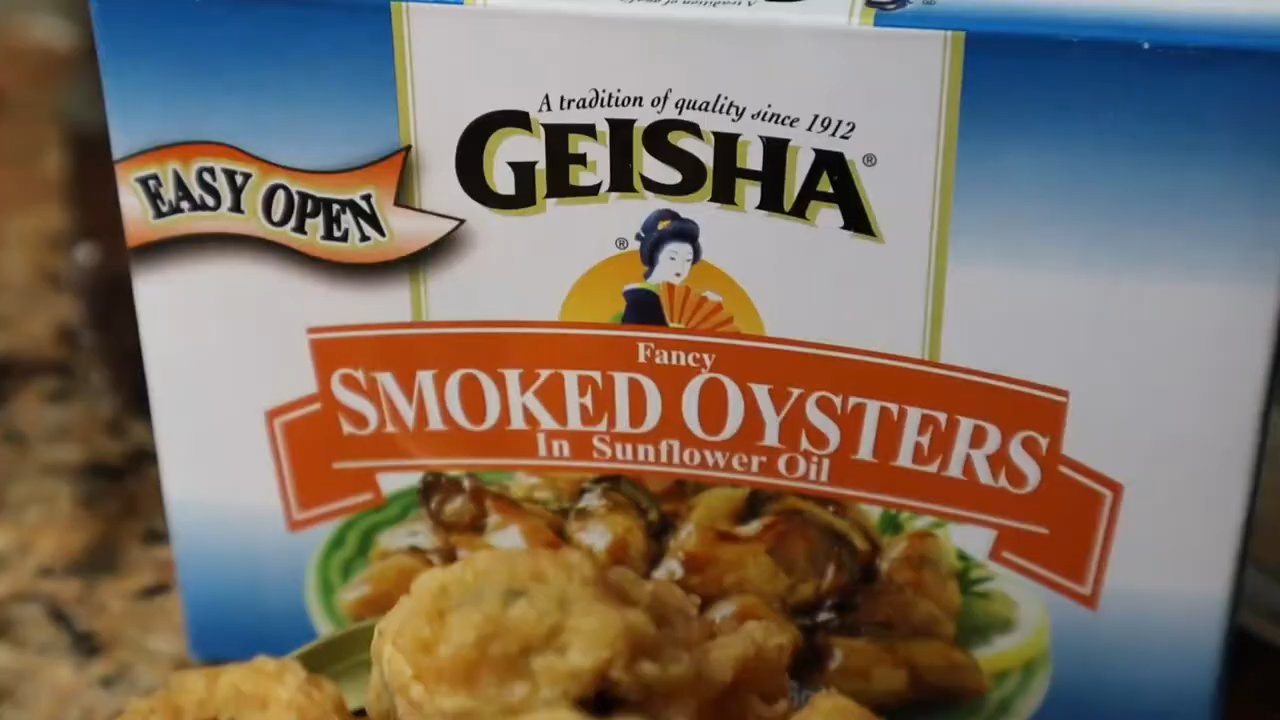 A tradition of quality since 1912
GEISHA®
®
EASY OPEN
Fancy
SMOKED OYSTERS
In Sunflower Oil